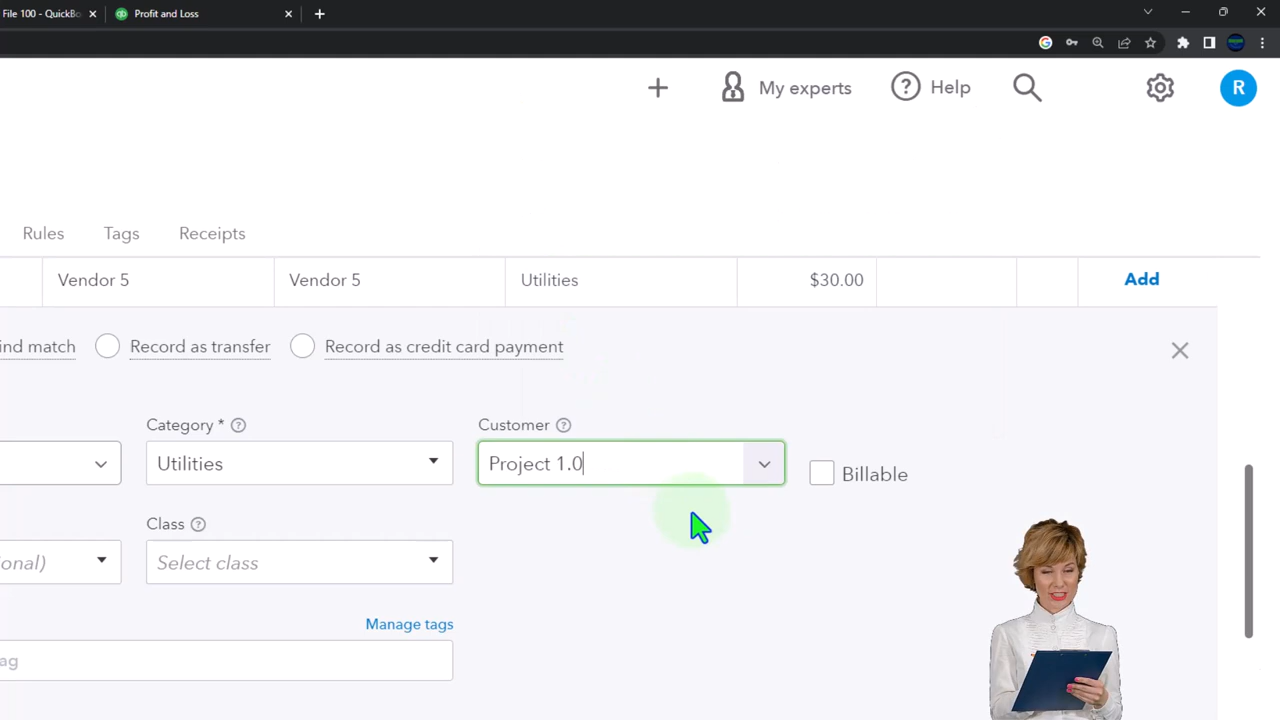 File 100 - QuickBo
Profit and Loss
My experts
Help
R
Rules
Tags
Receipts
Vendor 5
Vendor 5
Utilities
$30.00
Add
ind match
Record as transfer
Record as credit card payment
Category *
Customer
Utilities
Project 1.0
Billable
Class
onal)
Select class
Manage tags
ag